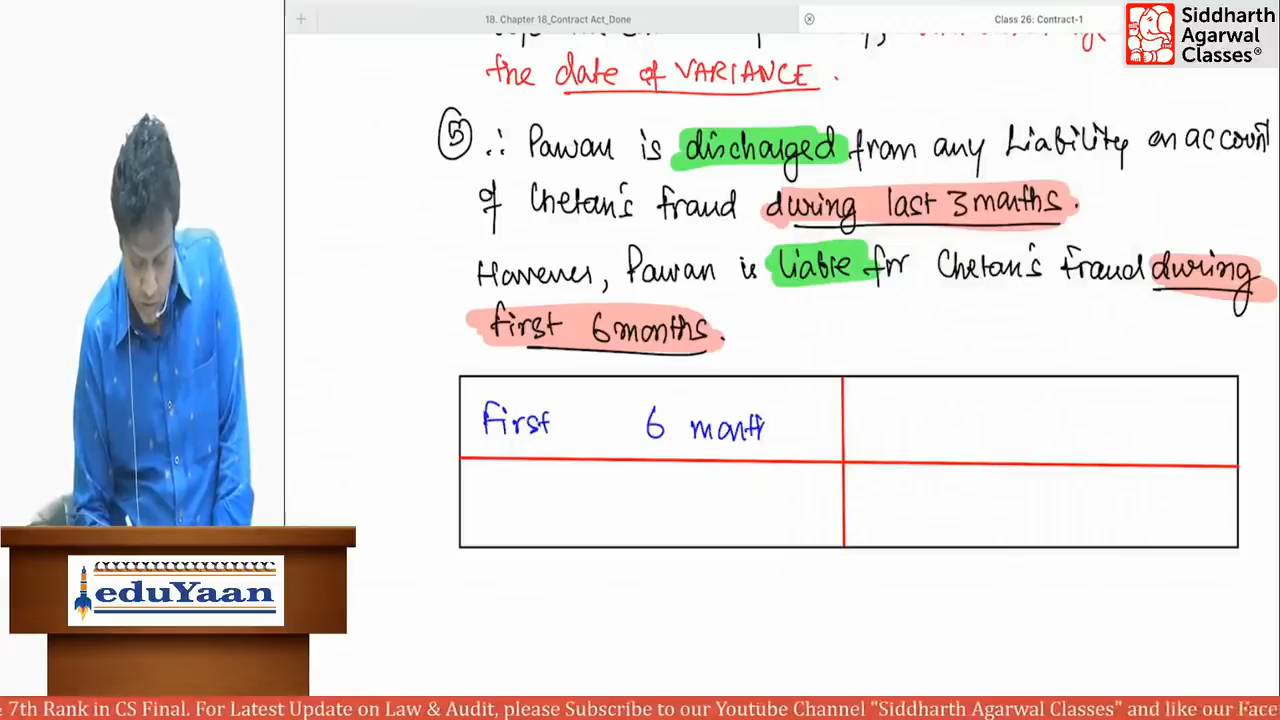 18. Chapter 18_Contract Act_Done
Class 26: Contract-1
Siddharth
Agarwal
Classes®
the date of VARIANCE.
⑤ ∴ Pawan is discharged from any Liability on account
of Chetan's fraud during last 3 months.
However, Pawan is liable for Chetan's fraud during
first 6 months.
First 6 month
eduYaan
& 7th Rank in CS Final. For Latest Update on Law & Audit, please Subscribe to our Youtube Channel "Siddharth Agarwal Classes" and like our Face